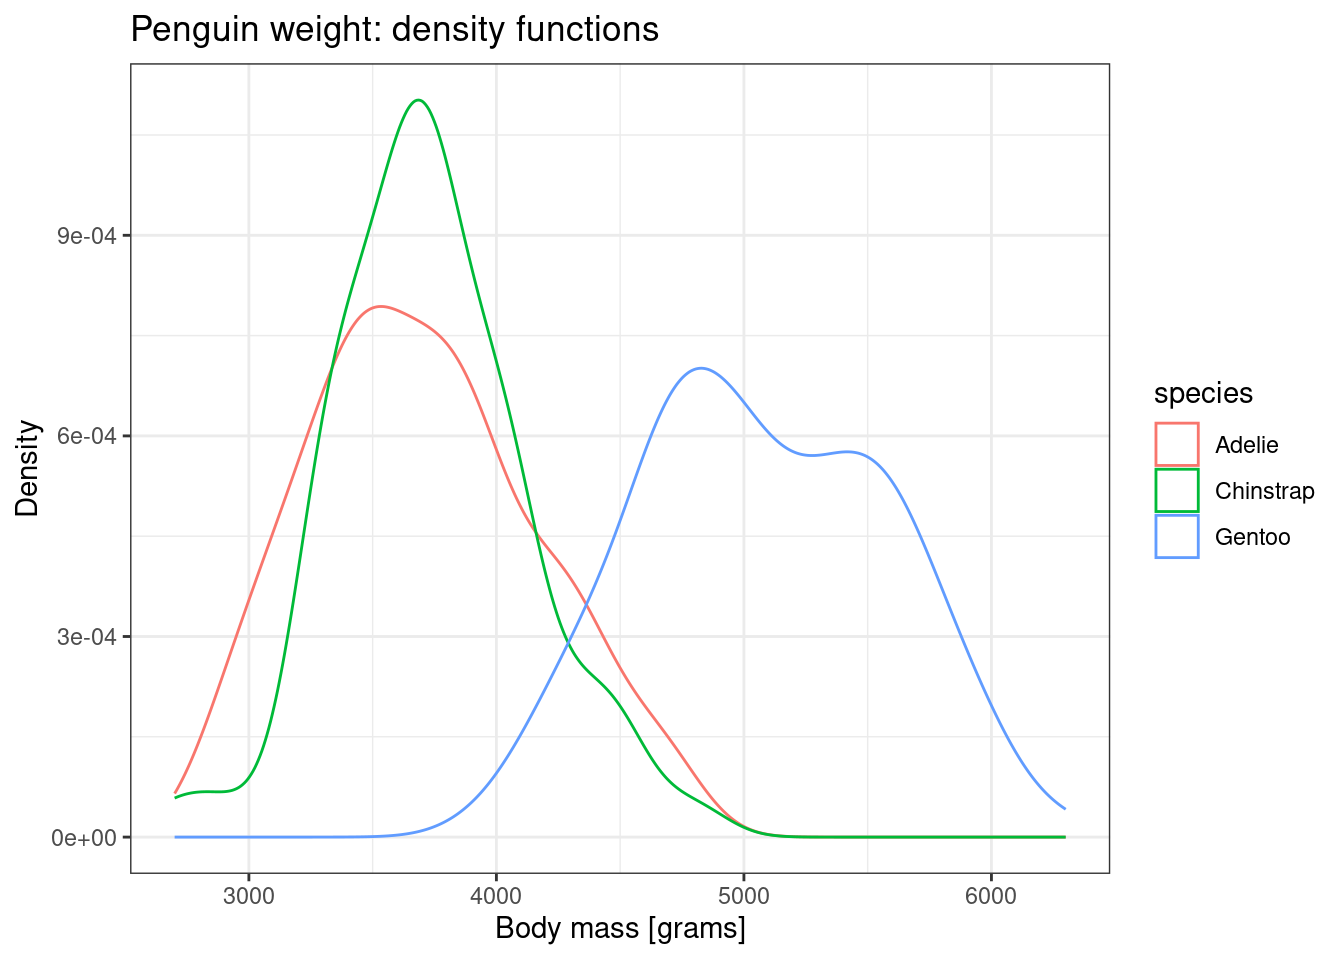 Penguin weight: density functions
9e-04
6e-04
3e-04
0e+00
Density
3000 4000 5000 6000
Body mass [grams]
species
Adelie
Chinstrap
Gentoo